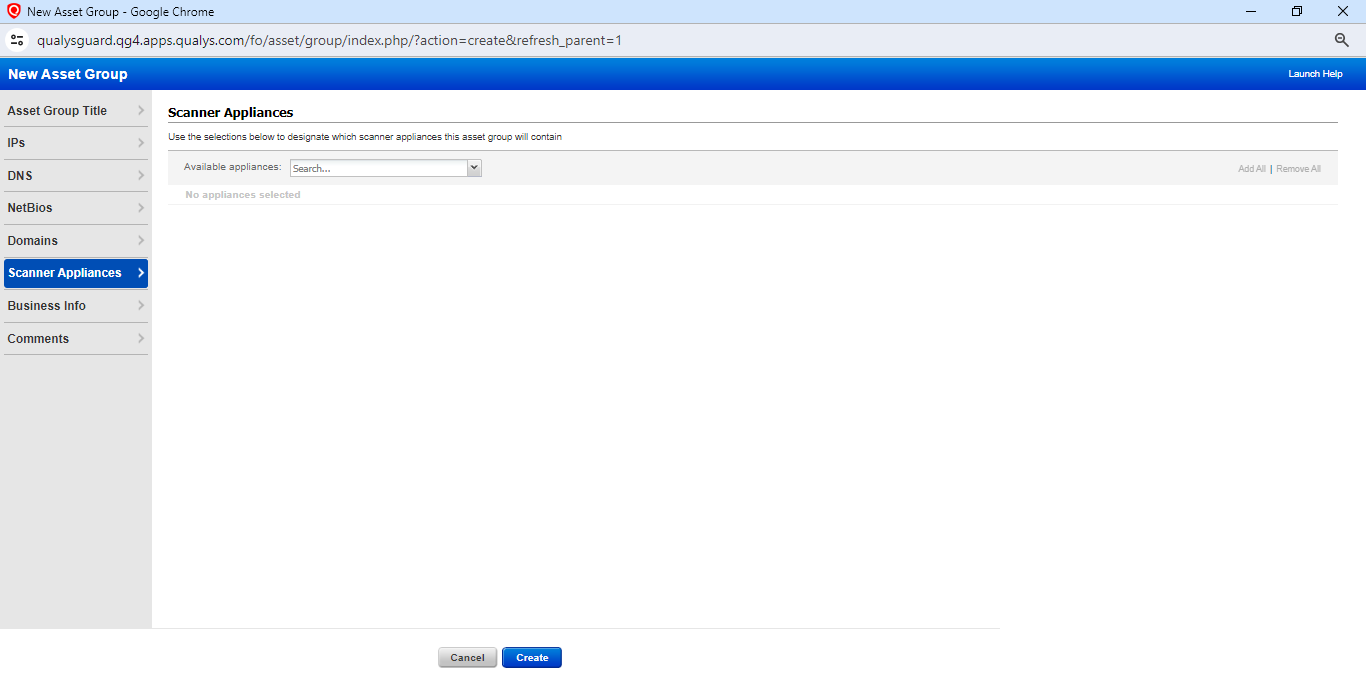 New Asset Group - Google Chrome
qualysguard.qg4.apps.qualys.com/fo/asset/group/index.php/?action=create&refresh_parent=1
New Asset Group
Launch Help
Asset Group Title
IPs
DNS
NetBios
Domains
Scanner Appliances
Business Info
Comments
Scanner Appliances
Use the selections below to designate which scanner appliances this asset group will contain
Available appliances: Search... Add All | Remove All
No appliances selected
Cancel Create